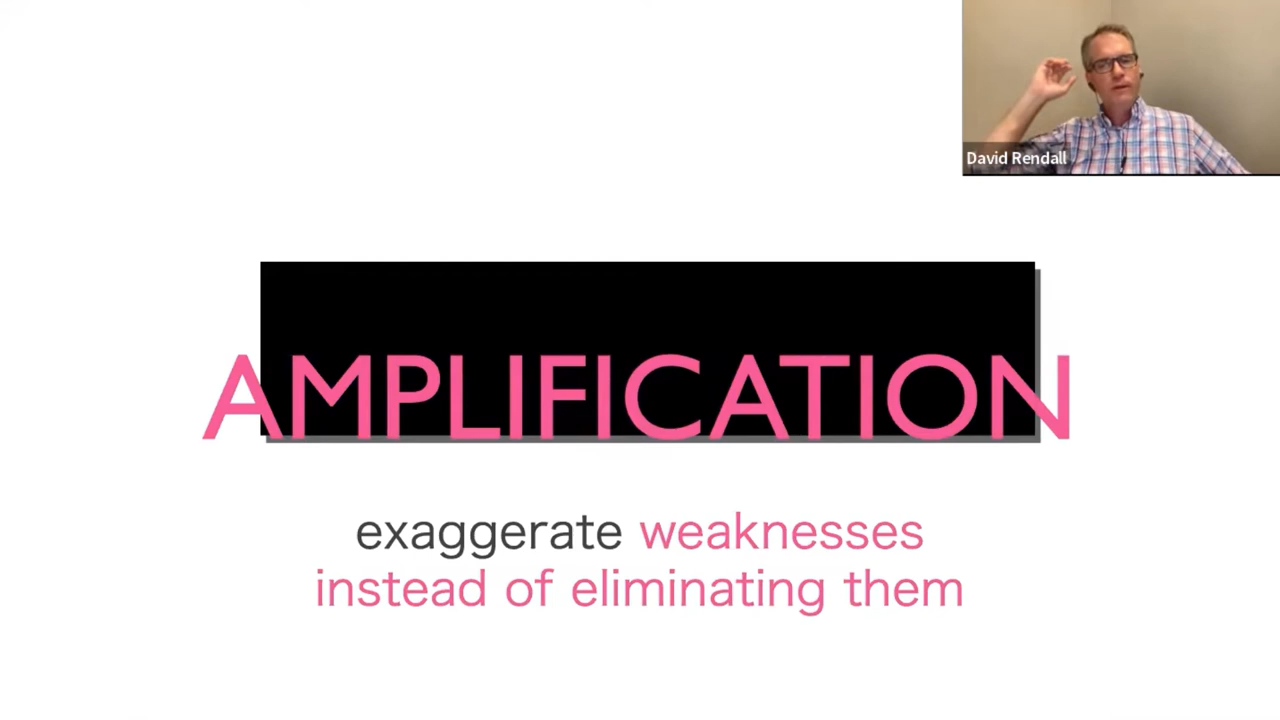 David Rendall
AMPLIFICATION
exaggerate weaknesses
instead of eliminating them